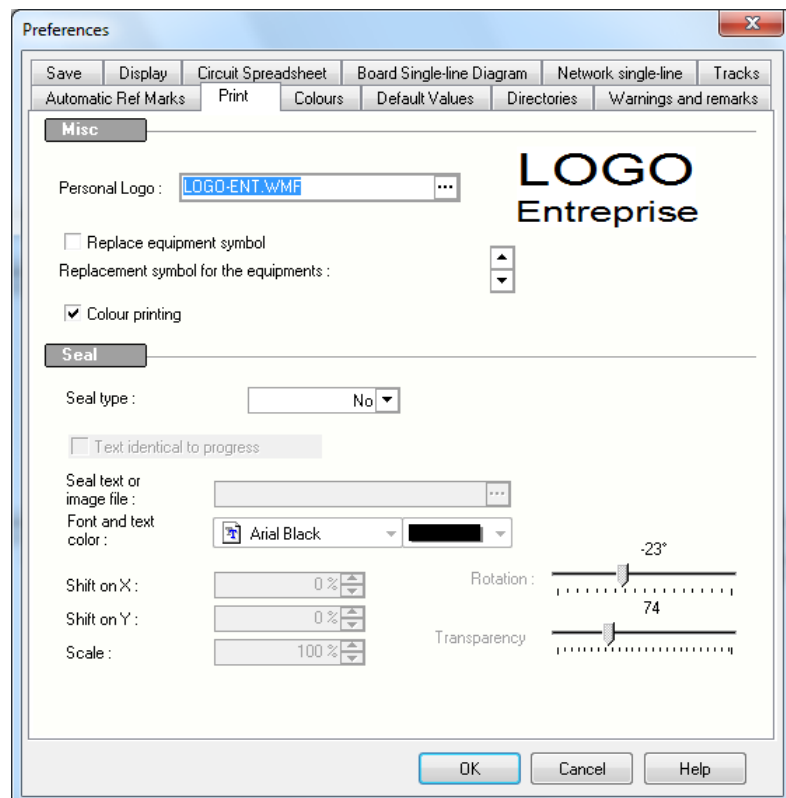 Preferences
Save Display Circuit Spreadsheet Board Single-line Diagram Network single-line Tracks
Automatic Ref Marks Print Colours Default Values Directories Warnings and remarks
Misc
Personal Logo : LOGO-ENT.WMF ...
LOGO
Entreprise
Replace equipment symbol
Replacement symbol for the equipments :
Colour printing
Seal
Seal type : No
Text identical to progress
Seal text or
image file : ...
Font and text
color : Arial Black
-23°
Shift on X : 0 % Rotation :
74
Shift on Y : 0 %
Transparency
Scale : 100 %
OK Cancel Help